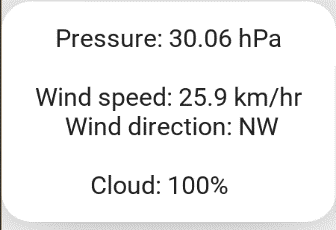 Pressure: 30.06 hPa
Wind speed: 25.9 km/hr
Wind direction: NW
Cloud: 100%